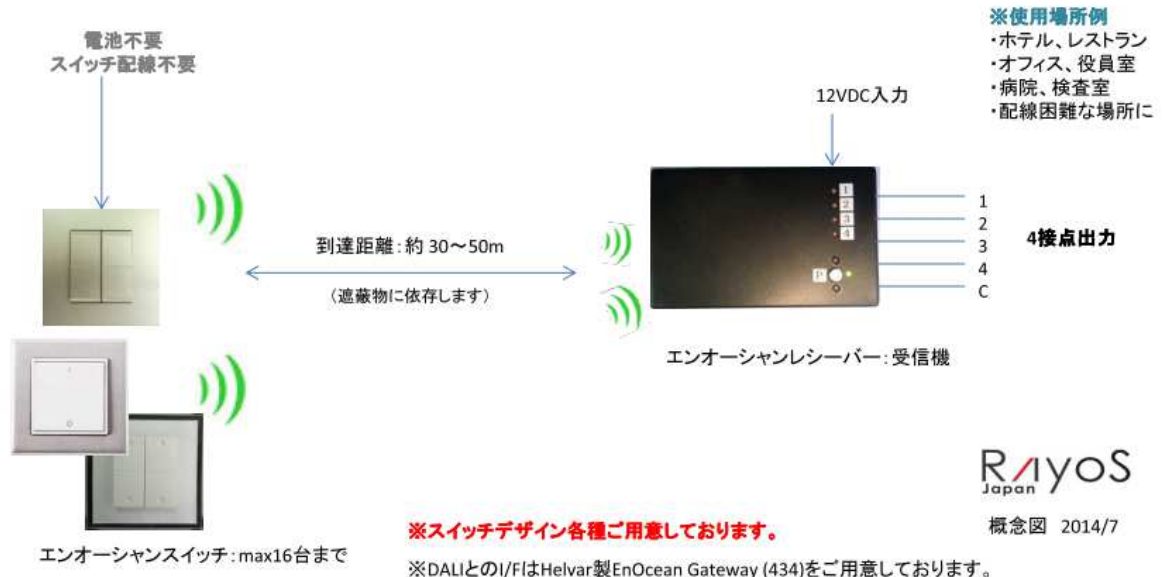 電池不要
スイッチ配線不要
※使用場所例
・ホテル、レストラン
・オフィス、役員室
・病院、検査室
・配線困難な場所に
12VDC入力
到達距離：約 30～50m
（遮蔽物に依存します）
1
2
3
4
P
1
2
3
4
C
4接点出力
エンオーシャンレシーバー：受信機
エンオーシャンスイッチ：max16台まで
RAYOS
Japan
概念図 2014/7
※スイッチデザイン各種ご用意しております。
※DALIとのI/FはHelvar製EnOcean Gateway (434)をご用意しております。